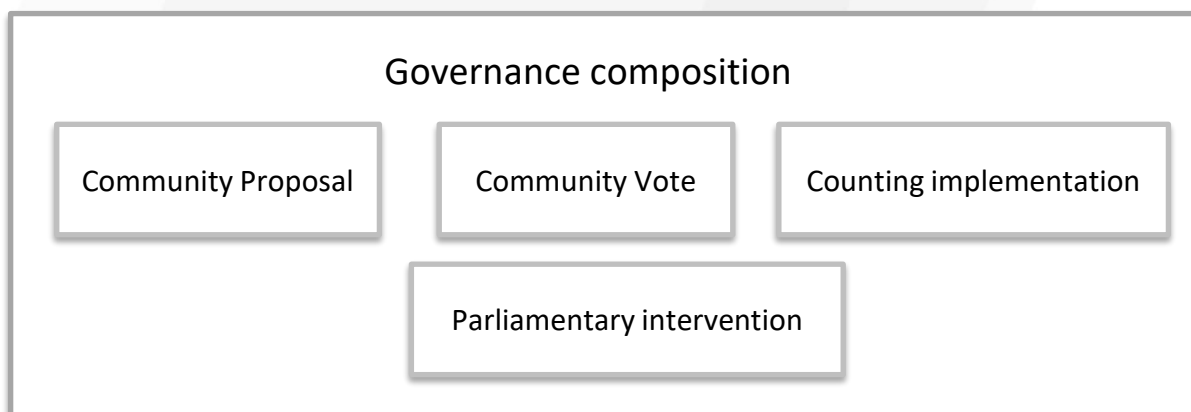 Governance composition
Community Proposal
Community Vote
Counting implementation
Parliamentary intervention